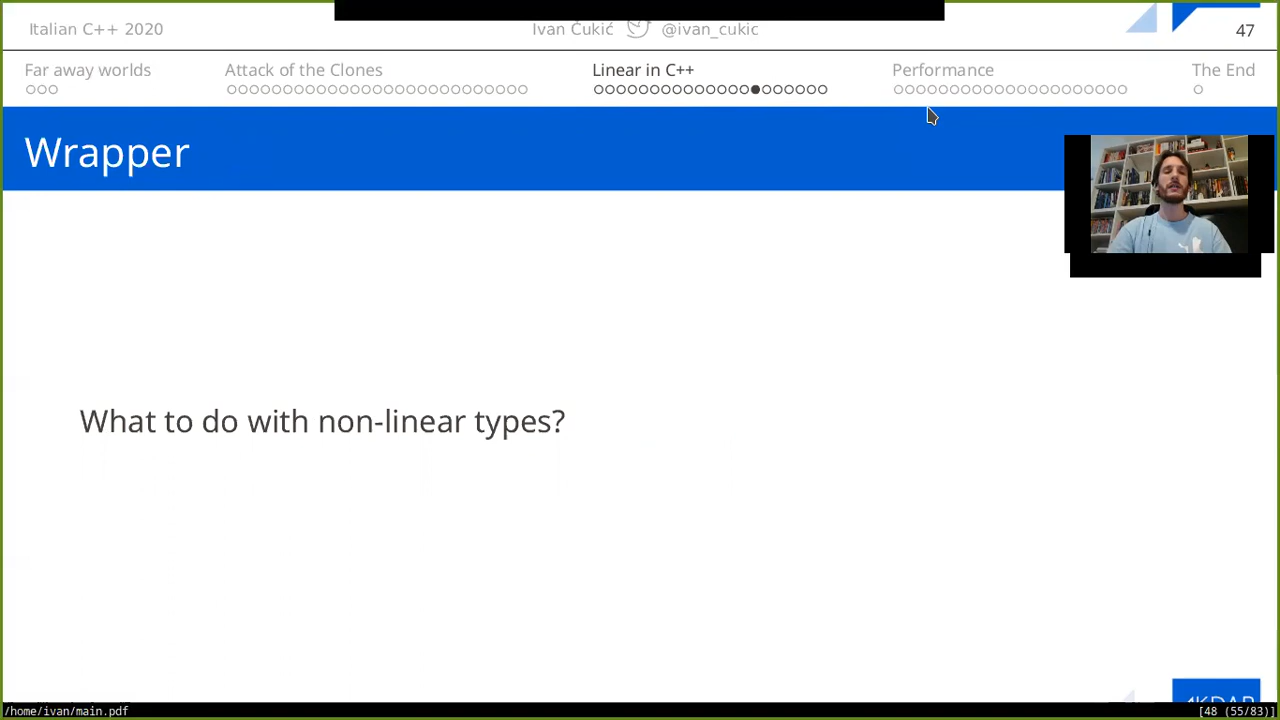 Italian C++ 2020
Ivan Čukić @ivan_cukic
47
Far away worlds
Attack of the Clones
Linear in C++
Performance
The End
Wrapper
What to do with non-linear types?
/home/ivan/main.pdf
[48 (55/83)]